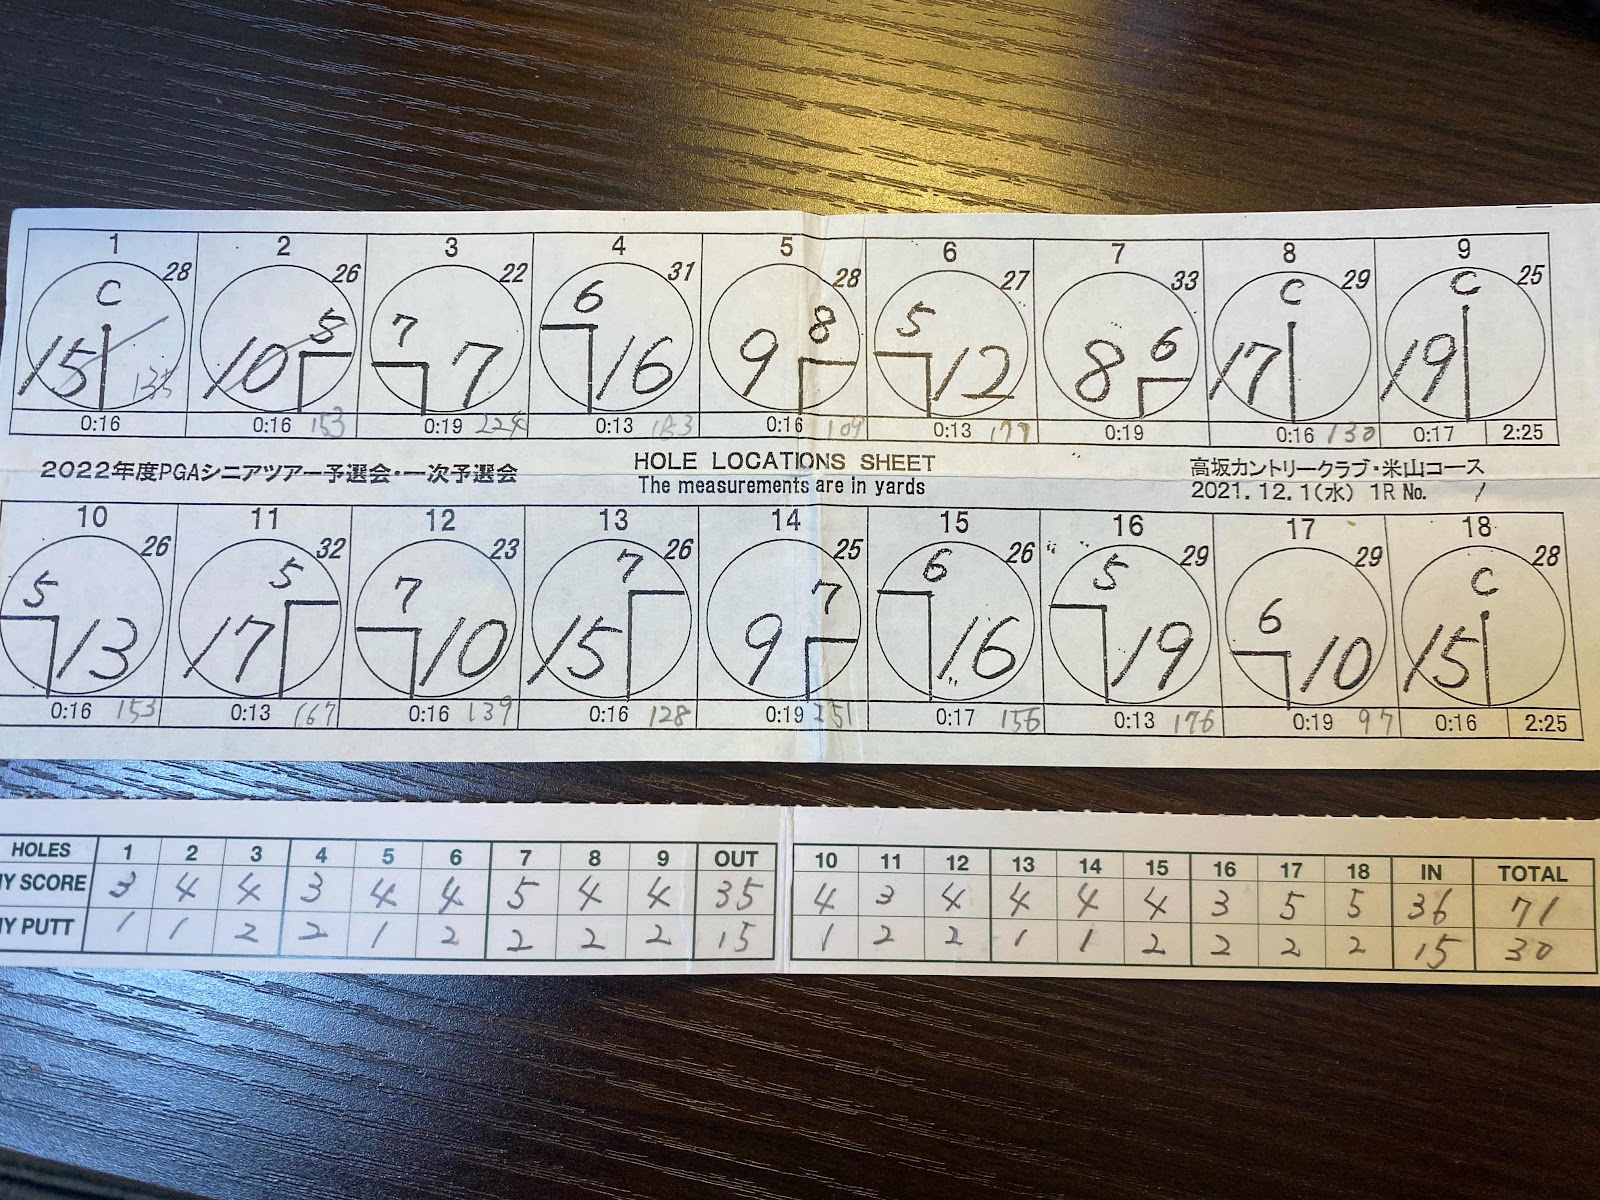 1 2 3 4 5 6 7 8 9
28 26 22 31 28 27 33 29 25
C 5 7 6 8 5 6 C C
15 10 7 16 9 12 8 17 19
135
0:16 0:16 153 0:19 224 0:13 183 0:16 109 0:13 177 0:19 0:16 130 0:17 2:25
2022年度PGAシニアツアー予選会・一次予選会 HOLE LOCATIONS SHEET 高坂カントリークラブ・米山コース
The measurements are in yards 2021.12.1(水) 1R No. 1
10 11 12 13 14 15 16 17 18
26 32 23 26 25 26 29 29 28
5 5 7 7 7 6 5 6 C
13 17 10 15 9 16 19 10 15
0:16 153 0:13 167 0:16 139 0:16 128 0:19 251 0:17 156 0:13 176 0:19 97 0:16 2:25
HOLES 1 2 3 4 5 6 7 8 9 OUT 10 11 12 13 14 15 16 17 18 IN TOTAL
MY SCORE 3 4 4 3 4 4 5 4 4 35 4 3 4 4 4 4 3 5 5 36 71
MY PUTT 1 1 2 2 1 2 2 2 2 15 1 2 2 1 1 2 2 2 2 15 30